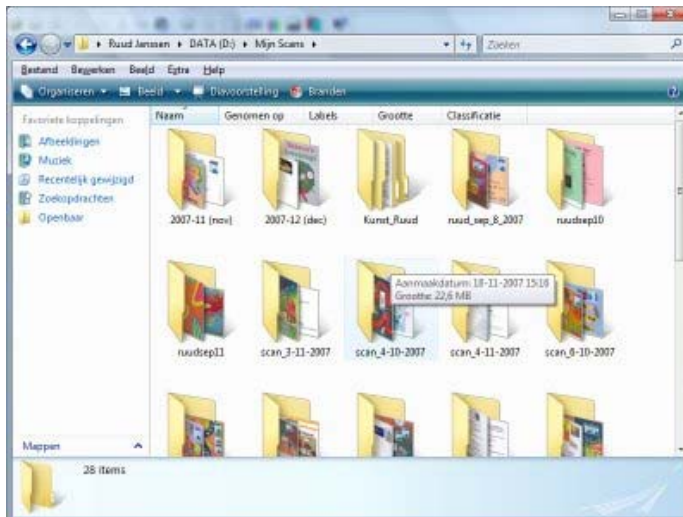 Ruud Janssen ▸ DATA (D:) ▸ Mijn Scans ▸ Zoeken
Bestand Bewerken Beeld Extra Help
Organiseren Beeld Diavoorstelling Branden
Favoriete koppelingen
Naam Genomen op Labels Grootte Classificatie
Afbeeldingen
Muziek
Recentelijk gewijzigd
Zoekopdrachten
Openbaar
2007-11 (nov) 2007-12 (dec) Kunst_Ruud ruud_sep_8_2007 ruudsep10
Aanmaakdatum: 18-11-2007 15:16
Grootte: 22,6 MB
ruudsep11 scan_3-11-2007 scan_4-10-2007 scan_4-11-2007 scan_6-10-2007
Mappen
28 items